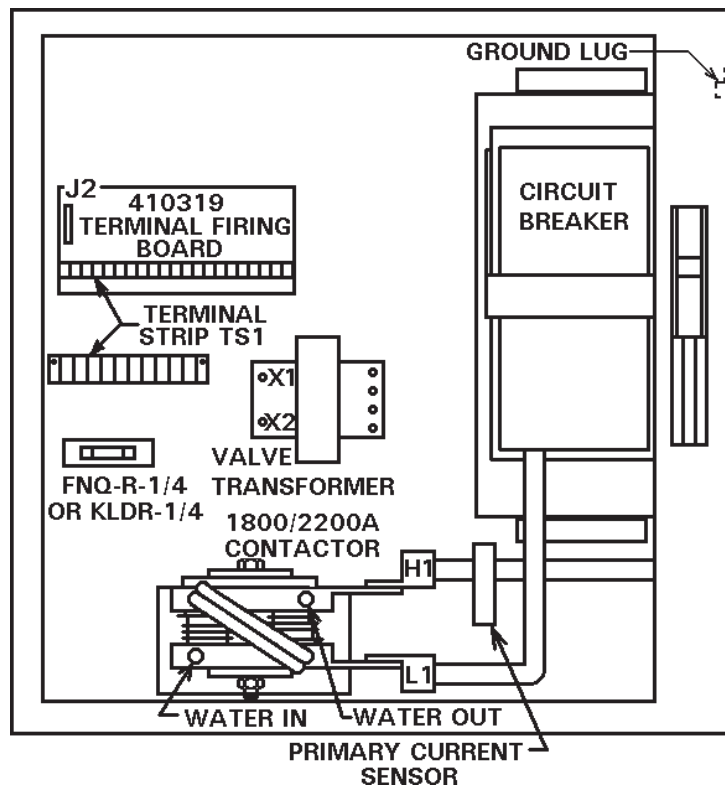 GROUND LUG
J2
410319
TERMINAL FIRING
BOARD
CIRCUIT
BREAKER
TERMINAL
STRIP TS1
X1
X2
VALVE
TRANSFORMER
FNQ-R-1/4
OR KLDR-1/4
1800/2200A
CONTACTOR
H1
L1
WATER IN
WATER OUT
PRIMARY CURRENT
SENSOR